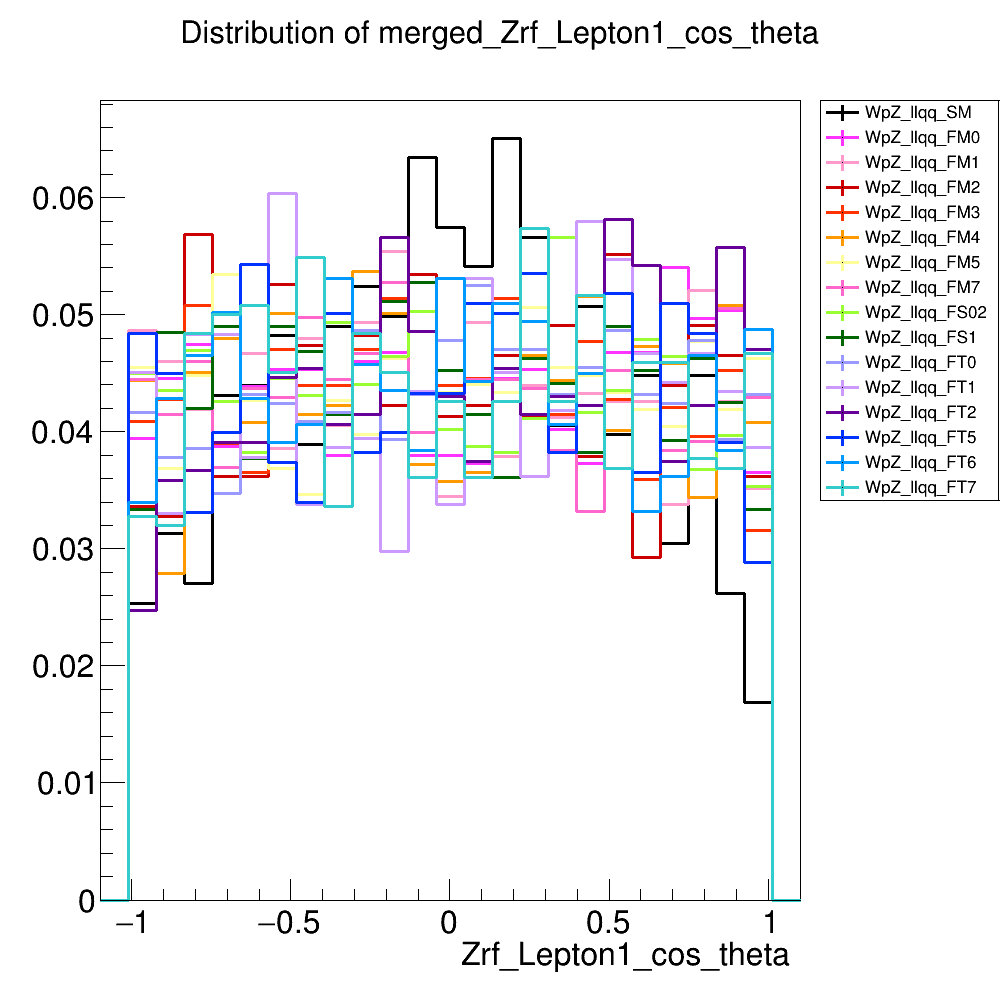 Distribution of merged_Zrf_Lepton1_cos_theta
WpZ_llqq_SM
WpZ_llqq_FM0
WpZ_llqq_FM1
WpZ_llqq_FM2
WpZ_llqq_FM3
WpZ_llqq_FM4
WpZ_llqq_FM5
WpZ_llqq_FM7
WpZ_llqq_FS02
WpZ_llqq_FS1
WpZ_llqq_FT0
WpZ_llqq_FT1
WpZ_llqq_FT2
WpZ_llqq_FT5
WpZ_llqq_FT6
WpZ_llqq_FT7
0.06
0.05
0.04
0.03
0.02
0.01
0
−1 −0.5 0 0.5 1
Zrf_Lepton1_cos_theta